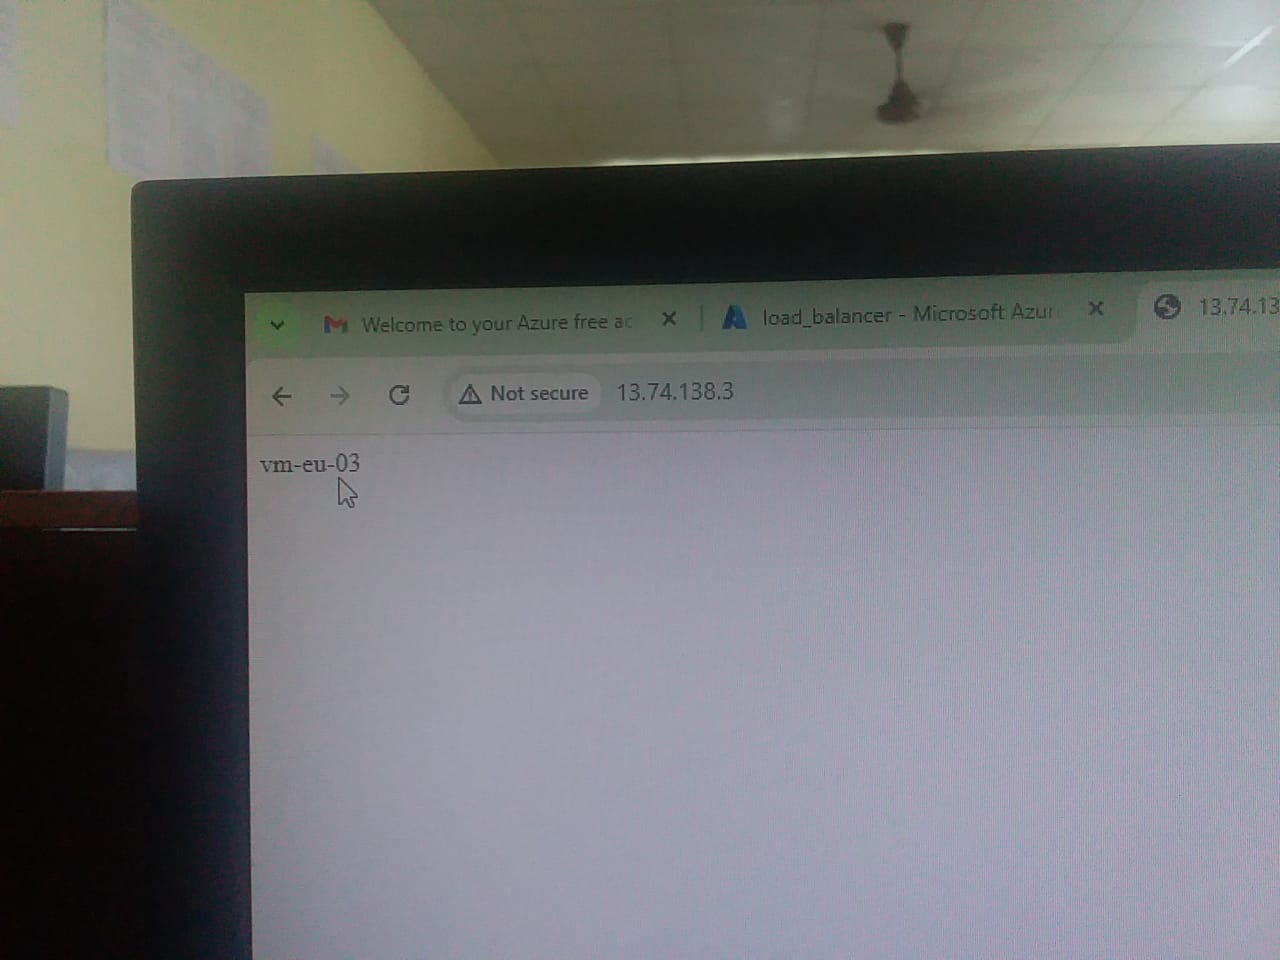 Welcome to your Azure free ac
load_balancer - Microsoft Azur
13.74.13
Not secure
13.74.138.3
vm-eu-03